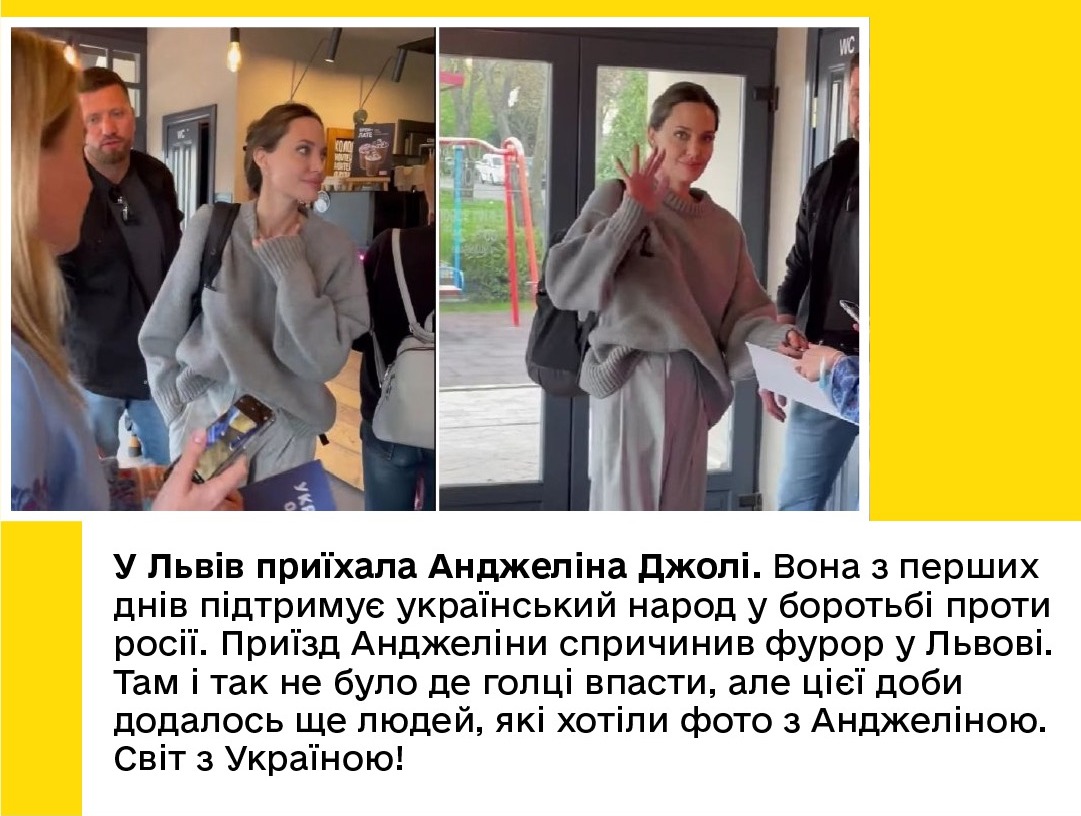 WC
КРЕМ-
ЛАТЕ
WC
У Львів приїхала Анджеліна Джолі. Вона з перших
днів підтримує український народ у боротьбі проти
росії. Приїзд Анджеліни спричинив фурор у Львові.
Там і так не було де голці впасти, але цієї доби
додалось ще людей, які хотіли фото з Анджеліною.
Світ з Україною!